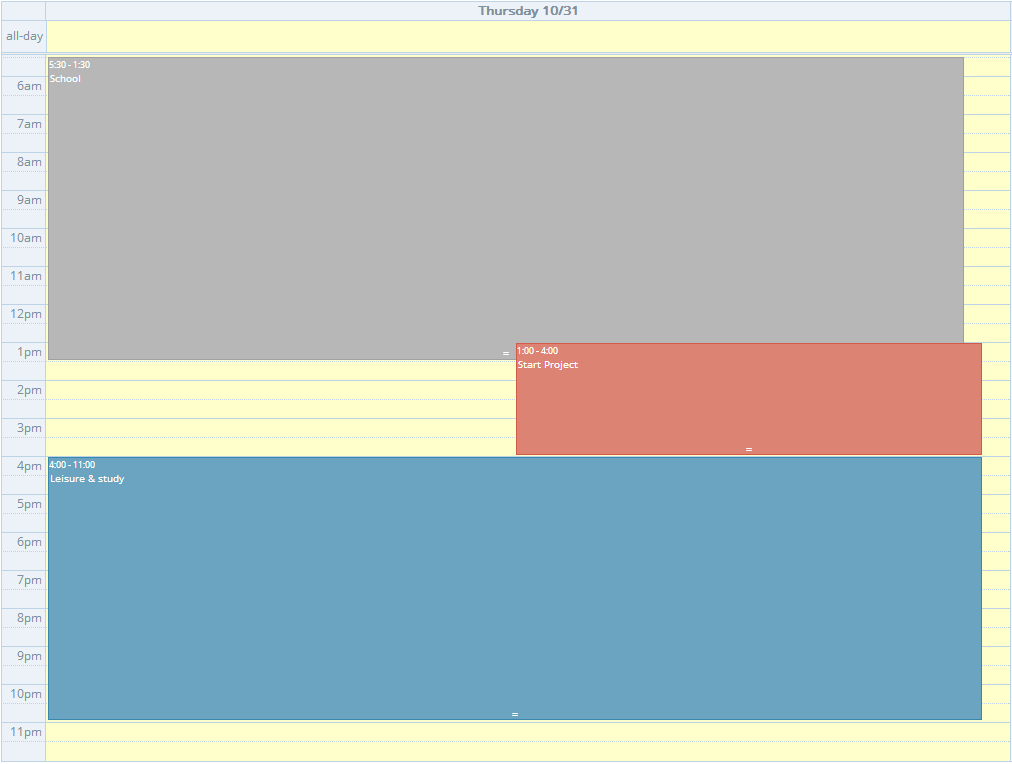 Thursday 10/31
all-day
5:30 - 1:30
School
6am
7am
8am
9am
10am
11am
12pm
1pm
1:00 - 4:00
Start Project
2pm
3pm
4pm
4:00 - 11:00
Leisure & study
5pm
6pm
7pm
8pm
9pm
10pm
11pm